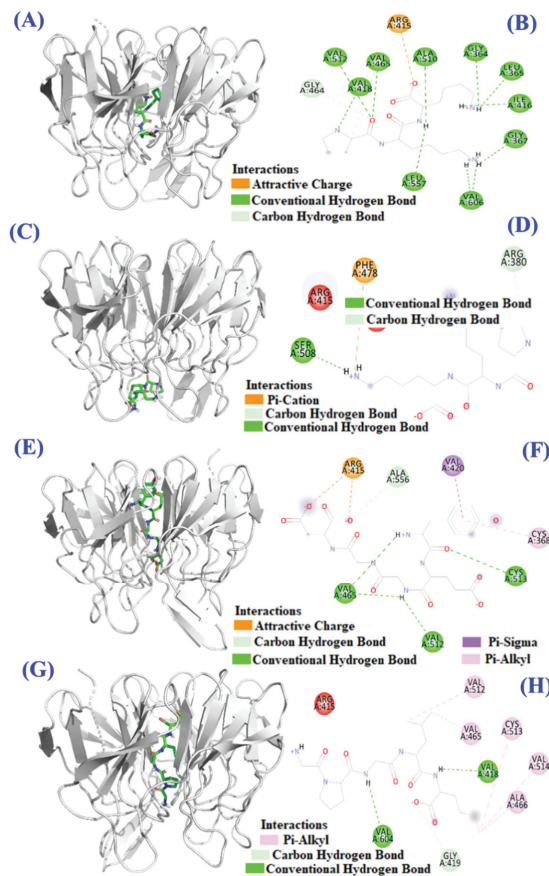 (A)
(B)
ARG
A:415
VAL
A:512
VAL
A:465
ALA
A:510
GLY
A:364
LEU
A:365
VAL
A:418
GLY
A:464
ILE
A:416
GLY
A:367
LEU
A:557
VAL
A:606
H
H
H
H
Interactions
Attractive Charge
Conventional Hydrogen Bond
Carbon Hydrogen Bond
(C)
(D)
PHE
A:478
ARG
A:415
ARG
A:380
Conventional Hydrogen Bond
Carbon Hydrogen Bond
SER
A:508
H
H
Interactions
Pi-Cation
Carbon Hydrogen Bond
Conventional Hydrogen Bond
(E)
(F)
ARG
A:415
ALA
A:556
VAL
A:420
CYS
A:368
CYS
A:513
VAL
A:465
VAL
A:512
H
H
Interactions
Attractive Charge
Carbon Hydrogen Bond
Conventional Hydrogen Bond
Pi-Sigma
Pi-Alkyl
(G)
(H)
ARG
A:415
VAL
A:512
VAL
A:465
CYS
A:513
VAL
A:514
VAL
A:418
ALA
A:466
VAL
A:604
GLY
A:419
H
H
H
Interactions
Pi-Alkyl
Carbon Hydrogen Bond
Conventional Hydrogen Bond